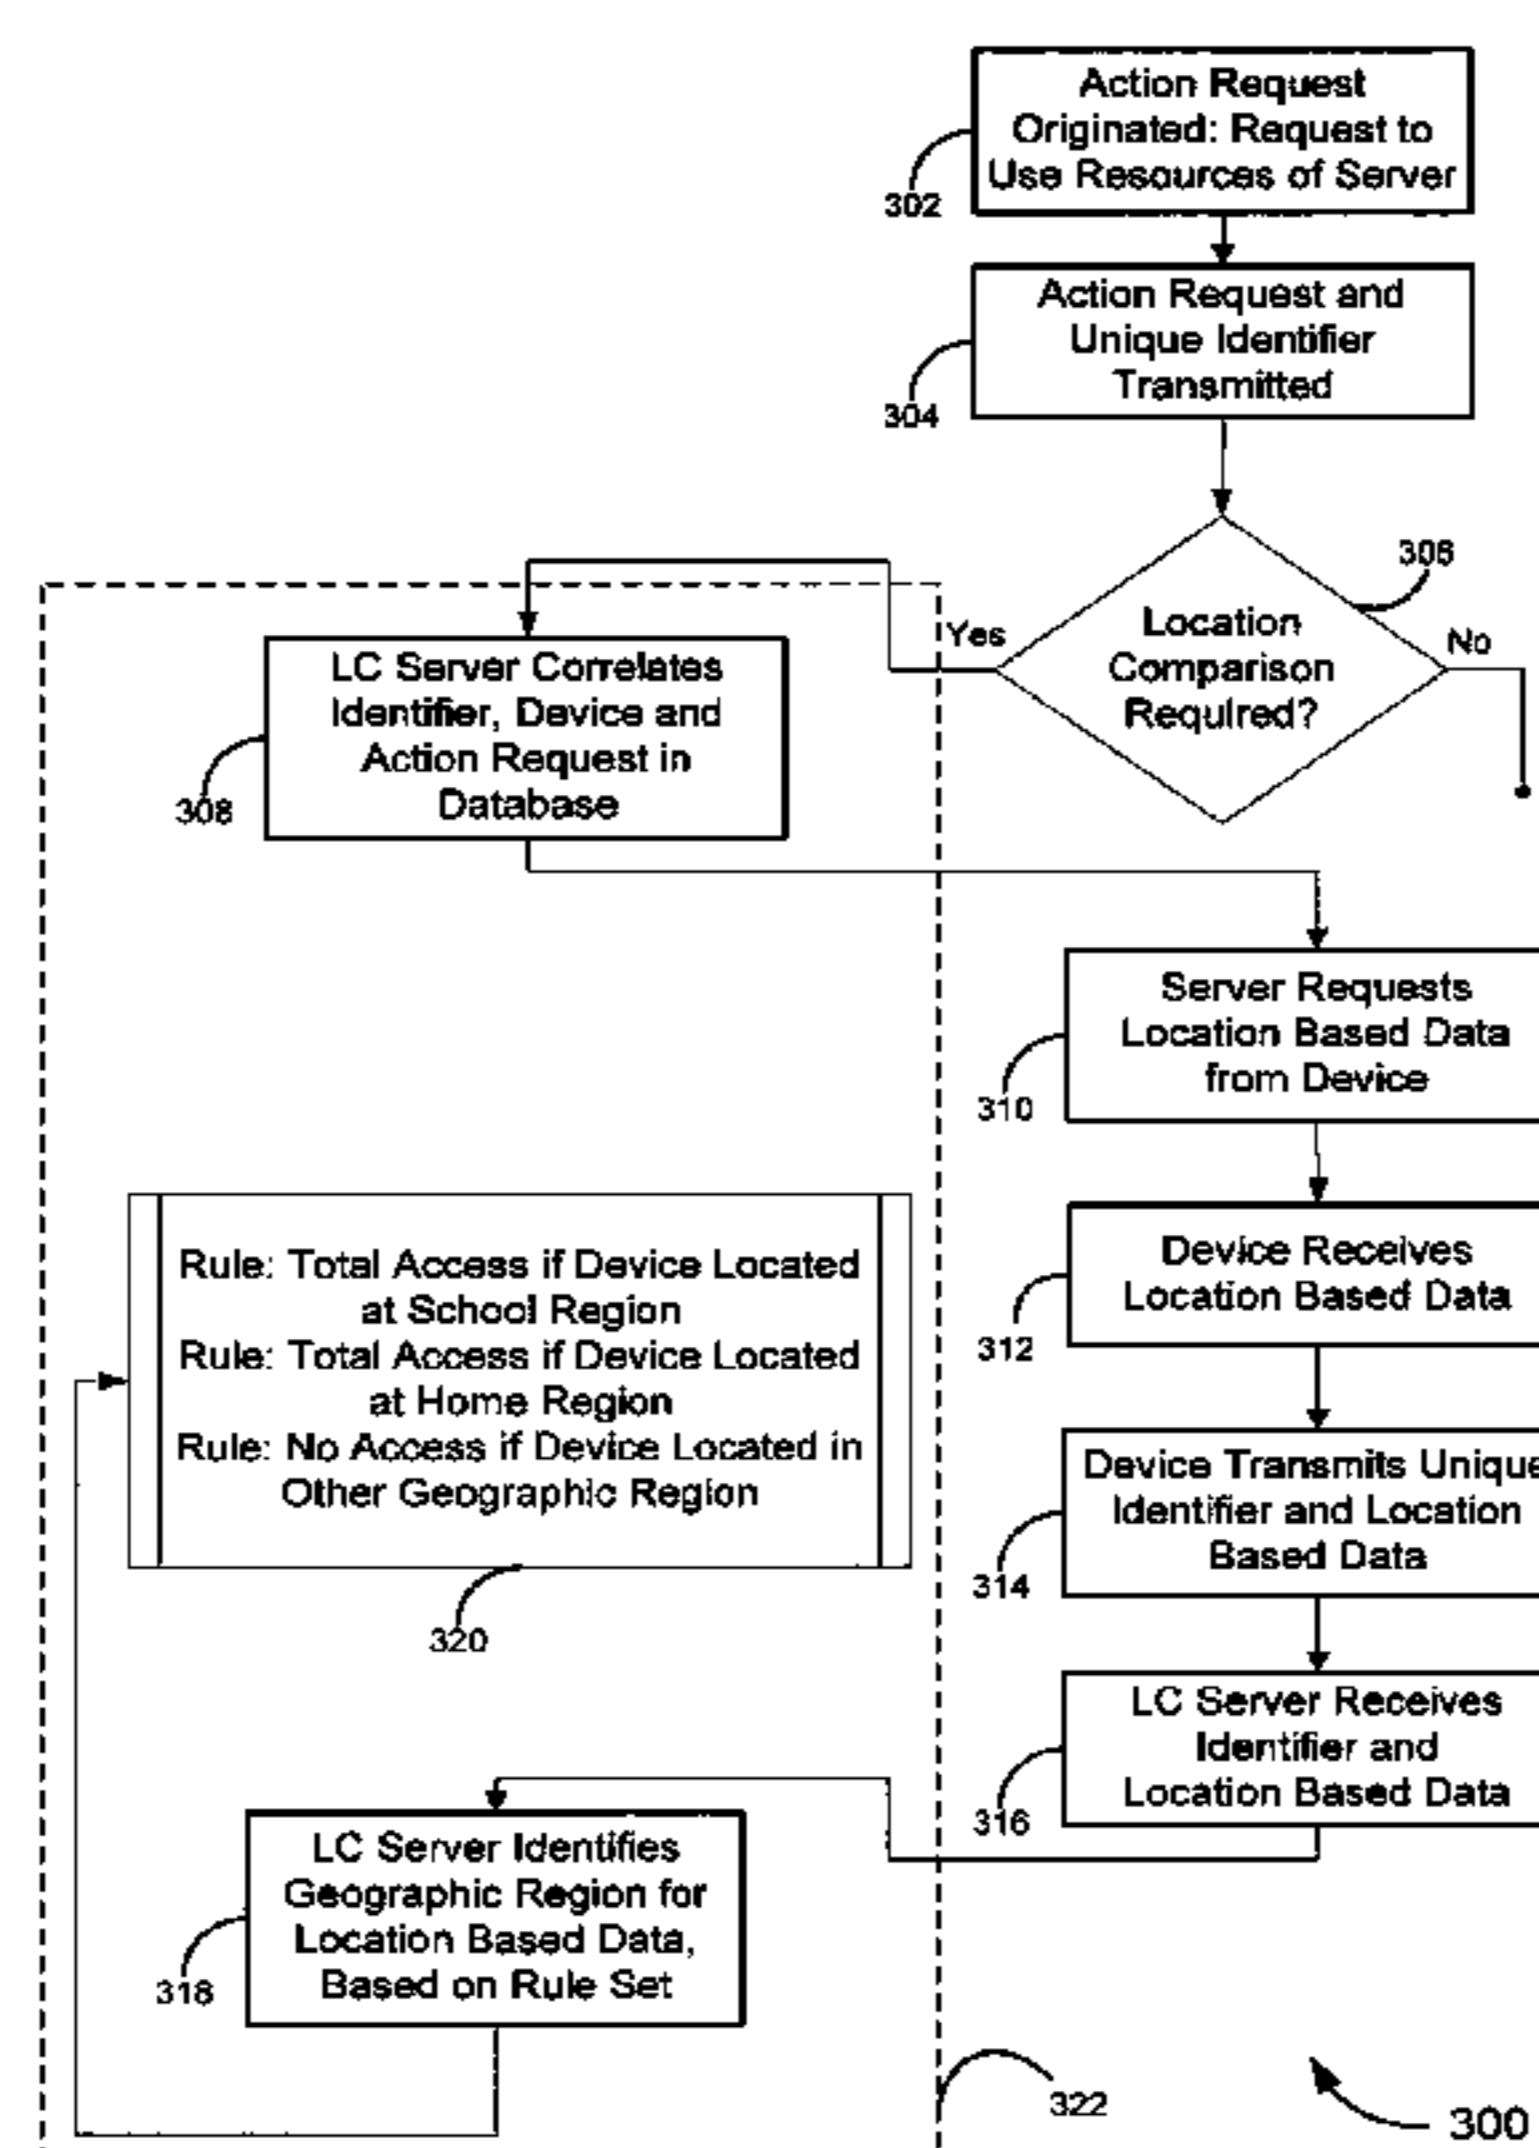 Action Request
Originated: Request to
Use Resources of Server
302
Action Request and
Unique Identifier
Transmitted
304
306
Location
Comparison
Required?
Yes
No
LC Server Correlates
Identifier, Device and
Action Request in
Database
308
Server Requests
Location Based Data
from Device
310
Device Receives
Location Based Data
312
Rule: Total Access if Device Located
at School Region
Rule: Total Access if Device Located
at Home Region
Rule: No Access if Device Located in
Other Geographic Region
320
Device Transmits Unique
Identifier and Location
Based Data
314
LC Server Receives
Identifier and
Location Based Data
316
LC Server Identifies
Geographic Region for
Location Based Data,
Based on Rule Set
318
322
300